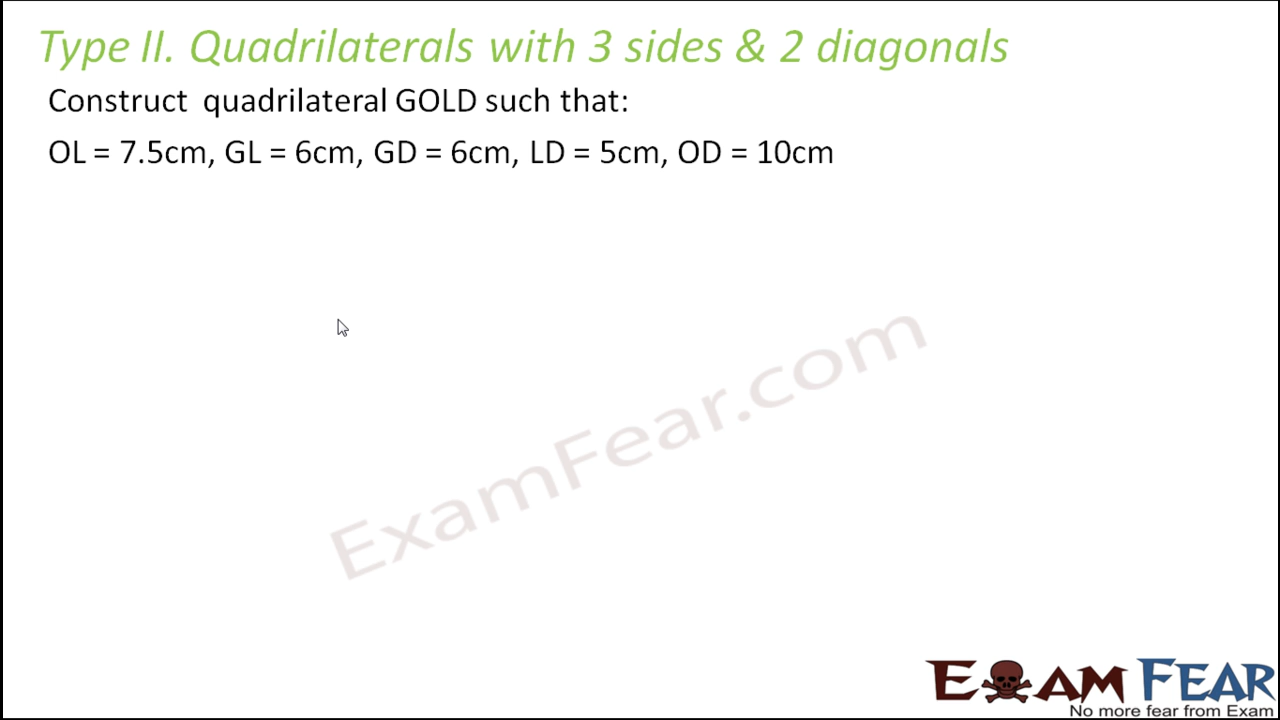 Type II. Quadrilaterals with 3 sides & 2 diagonals
Construct quadrilateral GOLD such that:
OL = 7.5cm, GL = 6cm, GD = 6cm, LD = 5cm, OD = 10cm
ExamFear.com
EXAM FEAR
No more fear from Exam